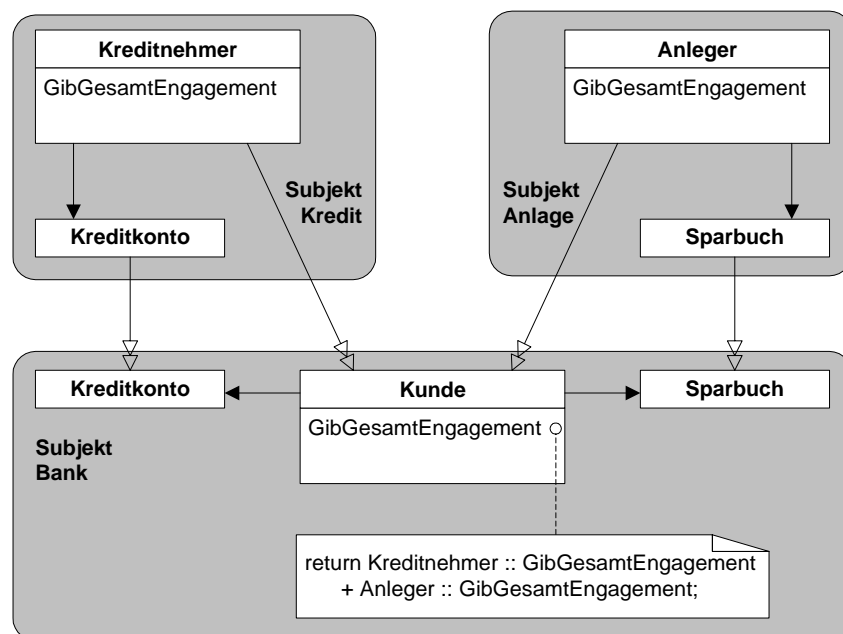 Kreditnehmer
GibGesamtEngagement
Subjekt
Kredit
Kreditkonto
Anleger
GibGesamtEngagement
Subjekt
Anlage
Sparbuch
Kreditkonto
Kunde
GibGesamtEngagement
Sparbuch
Subjekt
Bank
return Kreditnehmer :: GibGesamtEngagement
+ Anleger :: GibGesamtEngagement;